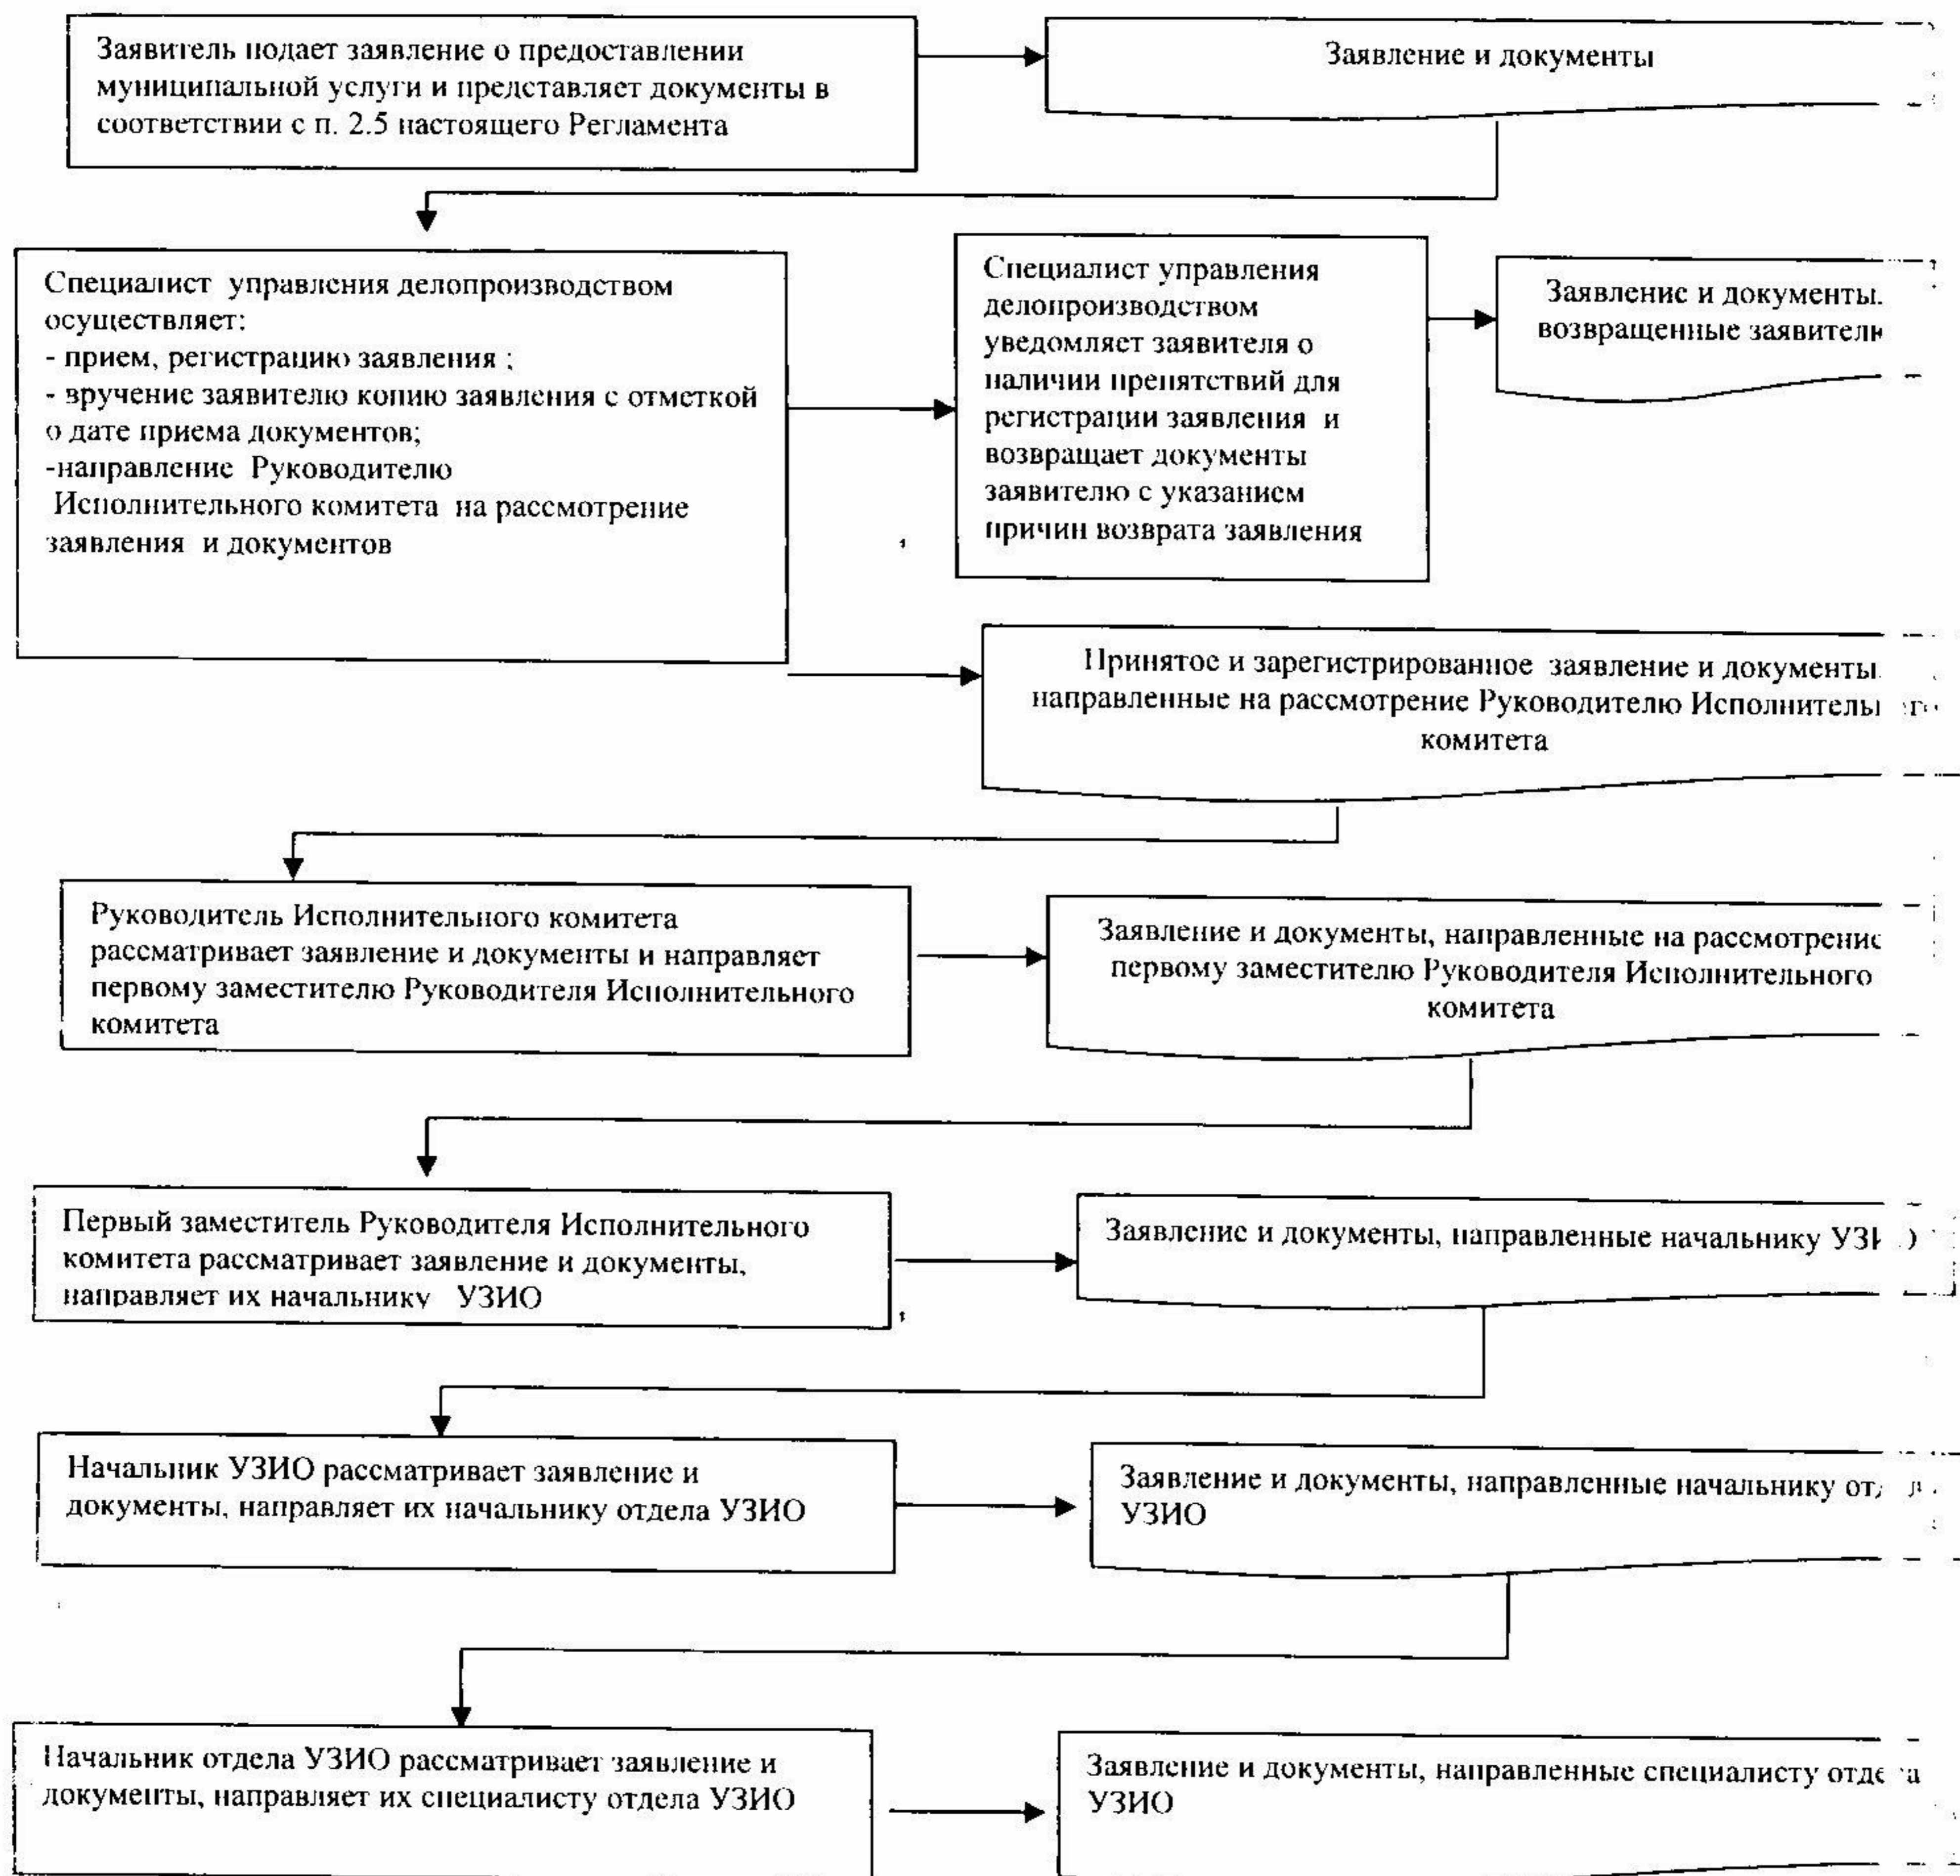 Заявитель подает заявление о предоставлении
муниципальной услуги и представляет документы в
соответствии с п. 2.5 настоящего Регламента
Заявление и документы
Специалист управления делопроизводством
осуществляет:
- прием, регистрацию заявления ;
- вручение заявителю копию заявления с отметкой
о дате приема документов;
-направление Руководителю
Исполнительного комитета на рассмотрение
заявления и документов
Специалист управления
делопроизводством
уведомляет заявителя о
наличии препятствий для
регистрации заявления и
возвращает документы
заявителю с указанием
причин возврата заявления
Заявление и документы.
возвращенные
Принятое и зарегистрированное заявление и документы
направленные на рассмотрение Руководителю
комитета
Руководитель Исполнительного комитета
рассматривает заявление и документы и направляет
первому заместителю Руководителя Исполнительного
комитета
Заявление и документы, направленные на рассмотрение
первому заместителю Руководителя Исполнительного
комитета
Первый заместитель Руководителя Исполнительного
комитета рассматривает заявление и документы,
направляет их начальнику УЗИО
Заявление и документы, направленные начальнику
Начальник УЗИО рассматривает заявление и
документы, направляет их начальнику отдела УЗИО
Заявление и документы, направленные начальнику
УЗИО
Начальник отдела УЗИО рассматривает заявление и
документы, направляет их специалисту отдела УЗИО
Заявление и документы, направленные специалисту
УЗИО